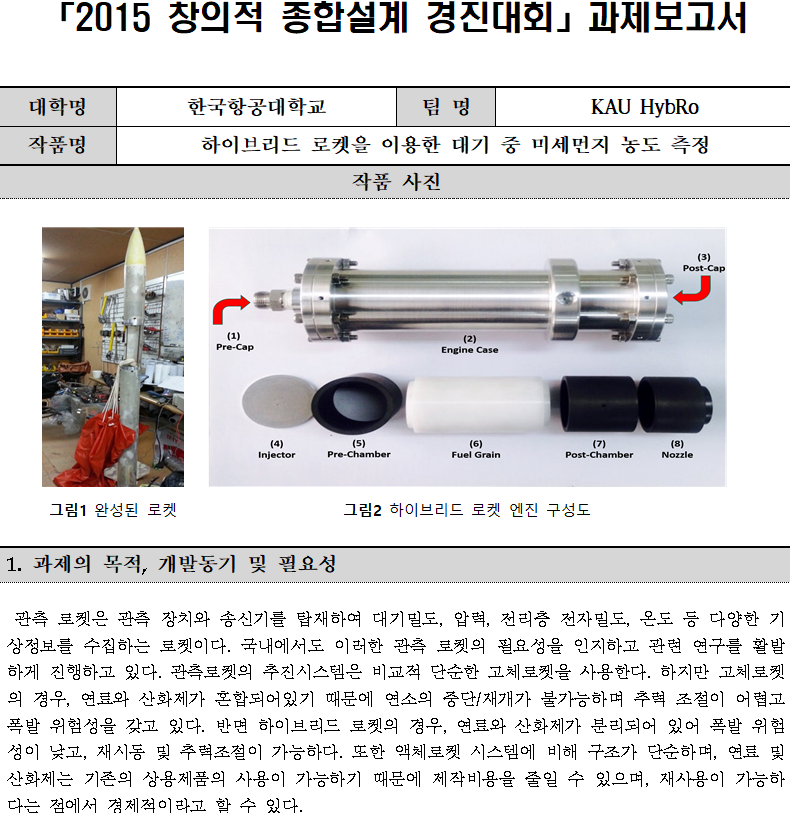 「2015 창의적 종합설계 경진대회」 과제보고서
대학명 한국항공대학교 팀 명 KAU HybRo
작품명 하이브리드 로켓을 이용한 대기 중 미세먼지 농도 측정
작품 사진
(1)
Pre-Cap
(2)
Engine Case
(3)
Post-Cap
(4)
Injector
(5)
Pre-Chamber
(6)
Fuel Grain
(7)
Post-Chamber
(8)
Nozzle
그림1 완성된 로켓
그림2 하이브리드 로켓 엔진 구성도
1. 과제의 목적, 개발동기 및 필요성
관측 로켓은 관측 장치와 송신기를 탑재하여 대기밀도, 압력, 전리층 전자밀도, 온도 등 다양한 기
상정보를 수집하는 로켓이다. 국내에서도 이러한 관측 로켓의 필요성을 인지하고 관련 연구를 활발
하게 진행하고 있다. 관측로켓의 추진시스템은 비교적 단순한 고체로켓을 사용한다. 하지만 고체로켓
의 경우, 연료와 산화제가 혼합되어있기 때문에 연소의 중단/재개가 불가능하며 추력 조절이 어렵고
폭발 위험성을 갖고 있다. 반면 하이브리드 로켓의 경우, 연료와 산화제가 분리되어 있어 폭발 위험
성이 낮고, 재시동 및 추력조절이 가능하다. 또한 액체로켓 시스템에 비해 구조가 단순하며, 연료 및
산화제는 기존의 상용제품의 사용이 가능하기 때문에 제작비용을 줄일 수 있으며, 재사용이 가능하
다는 점에서 경제적이라고 할 수 있다.